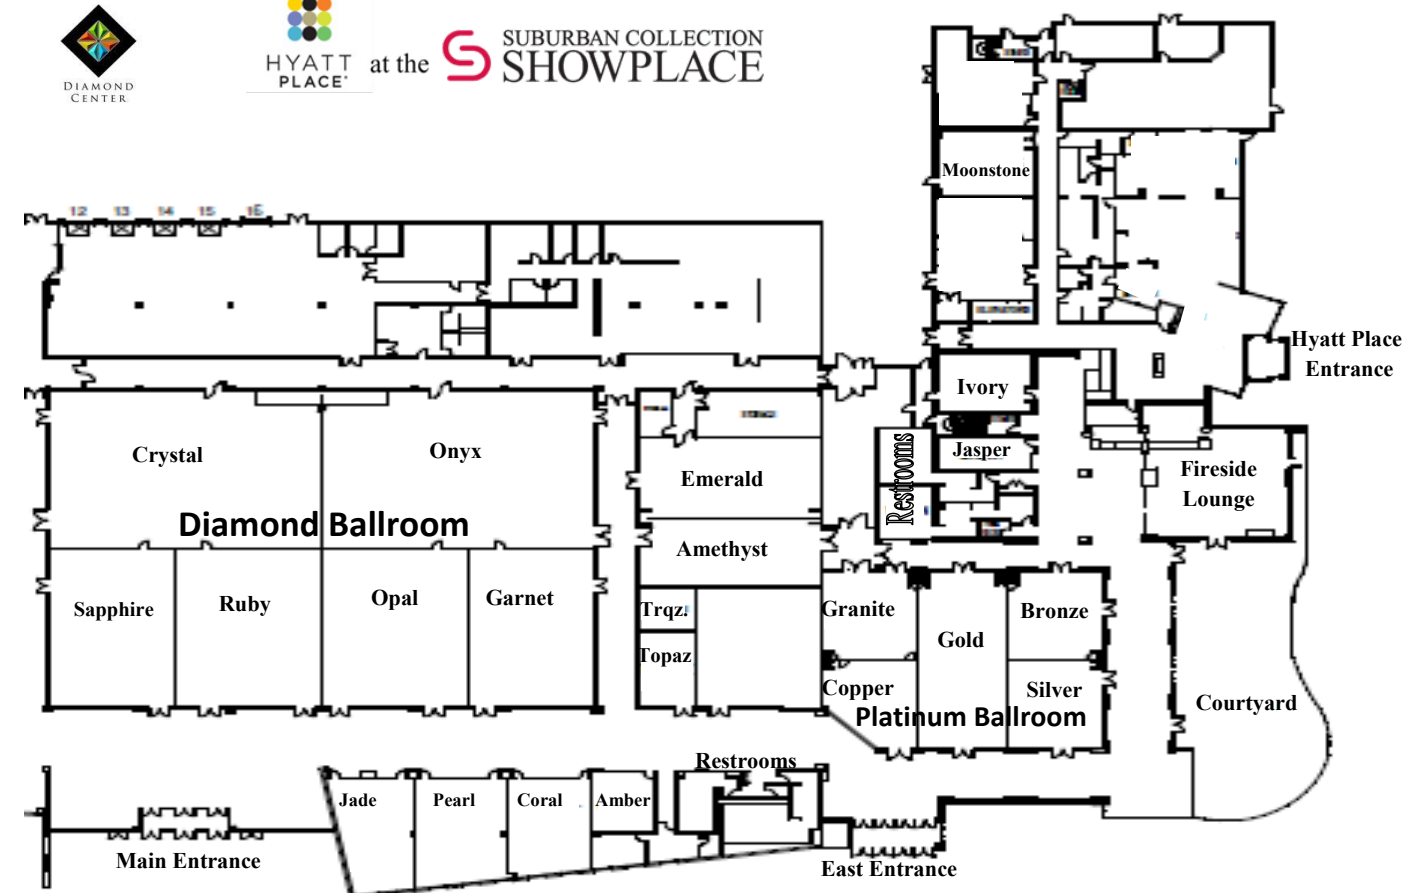 DIAMOND
CENTER
HYATT
PLACE
at the
SUBURBAN COLLECTION
SHOWPLACE
12 13 14 15 16
Moonstone
Hyatt Place
Entrance
Ivory
Crystal
Onyx
Restrooms
Jasper
Fireside
Lounge
Emerald
Diamond Ballroom
Amethyst
Sapphire
Ruby
Opal
Garnet
Trqz.
Granite
Gold
Bronze
Topaz
Copper
Silver
Courtyard
Platinum Ballroom
Restrooms
Jade
Pearl
Coral
Amber
Main Entrance
East Entrance